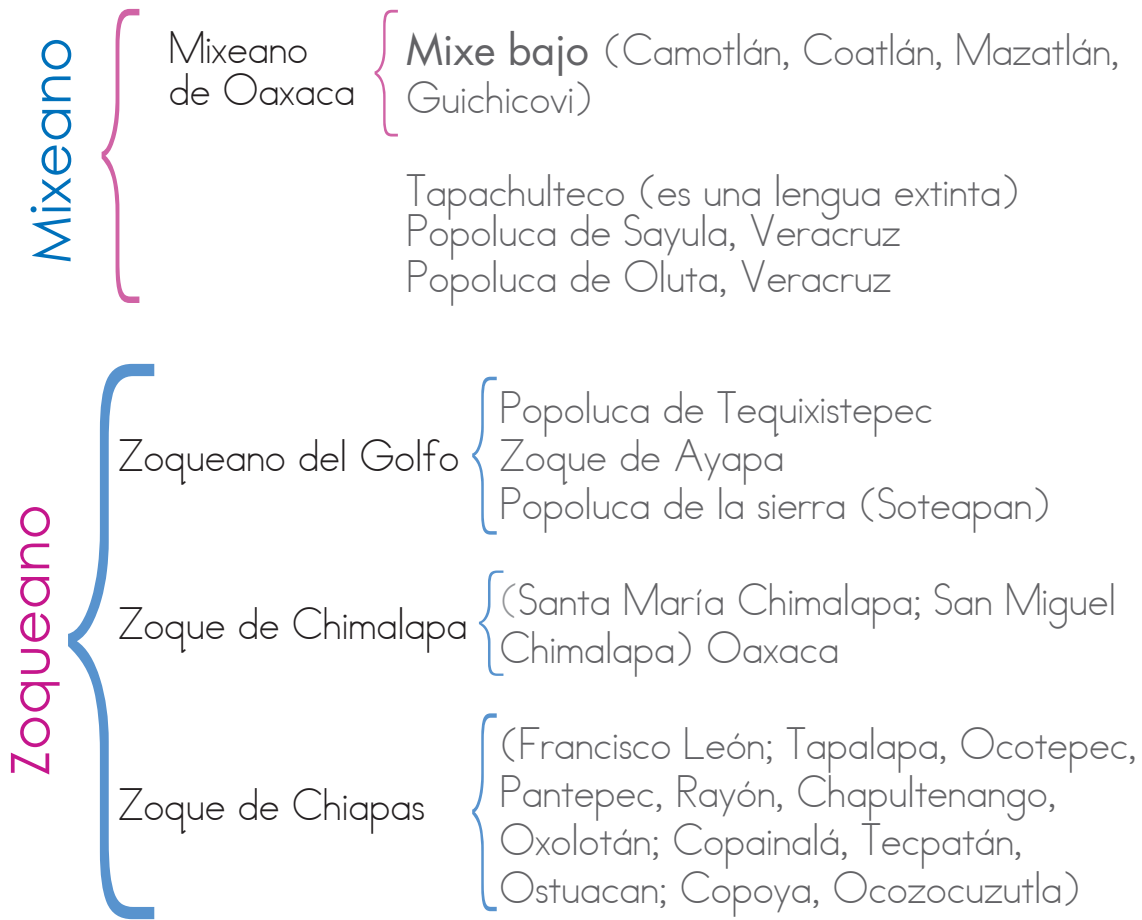 Mixeano
Mixeano
de Oaxaca
Mixe bajo (Camotlán, Coatlán, Mazatlán,
Guichicovi)
Tapachulteco (es una lengua extinta)
Popoluca de Sayula, Veracruz
Popoluca de Oluta, Veracruz
Zoqueano
Zoqueano del Golfo
Popoluca de Tequixistepec
Zoque de Ayapa
Popoluca de la sierra (Soteapan)
Zoque de Chimalapa
(Santa María Chimalapa; San Miguel
Chimalapa) Oaxaca
Zoque de Chiapas
(Francisco León; Tapalapa, Ocotepec,
Pantepec, Rayón, Chapultenango,
Oxolotán; Copainalá, Tecpatán,
Ostuacan; Copoya, Ocozocuzutla)